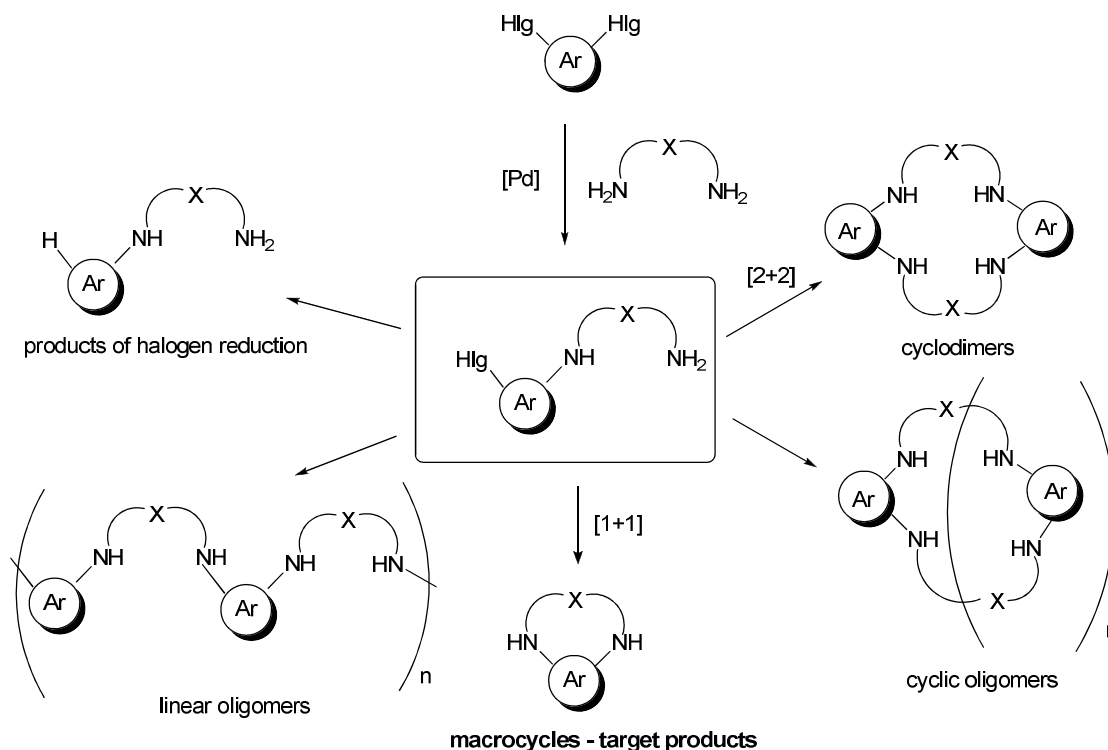 Hlg Hlg
Ar
[Pd]
X
H2N NH2
X
H NH NH2
Ar
products of halogen reduction
X
Hlg NH NH2
Ar
[2+2]
X
NH HN
Ar Ar
NH HN
X
cyclodimers
X X
NH NH NH HN
Ar Ar
n
linear oligomers
[1+1]
X
HN NH
Ar
macrocycles - target products
X
NH HN
Ar Ar
NH HN
X
cyclic oligomers